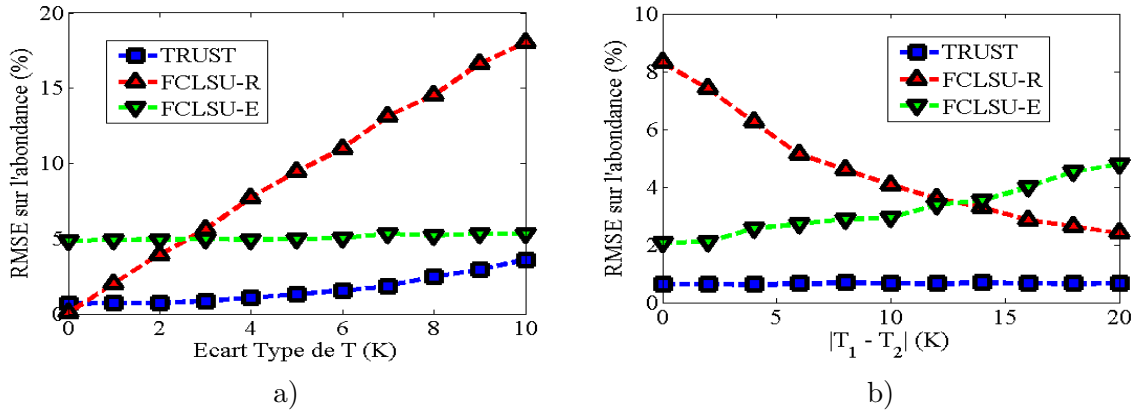 20
15
10
5
0
RMSE sur l'abondance (%)
TRUST
FCLSU-R
FCLSU-E
0 2 4 6 8 10
Ecart Type de T (K)
a)
10
8
6
4
2
0
RMSE sur l'abondance (%)
TRUST
FCLSU-R
FCLSU-E
0 5 10 15 20
|T1 - T2| (K)
b)